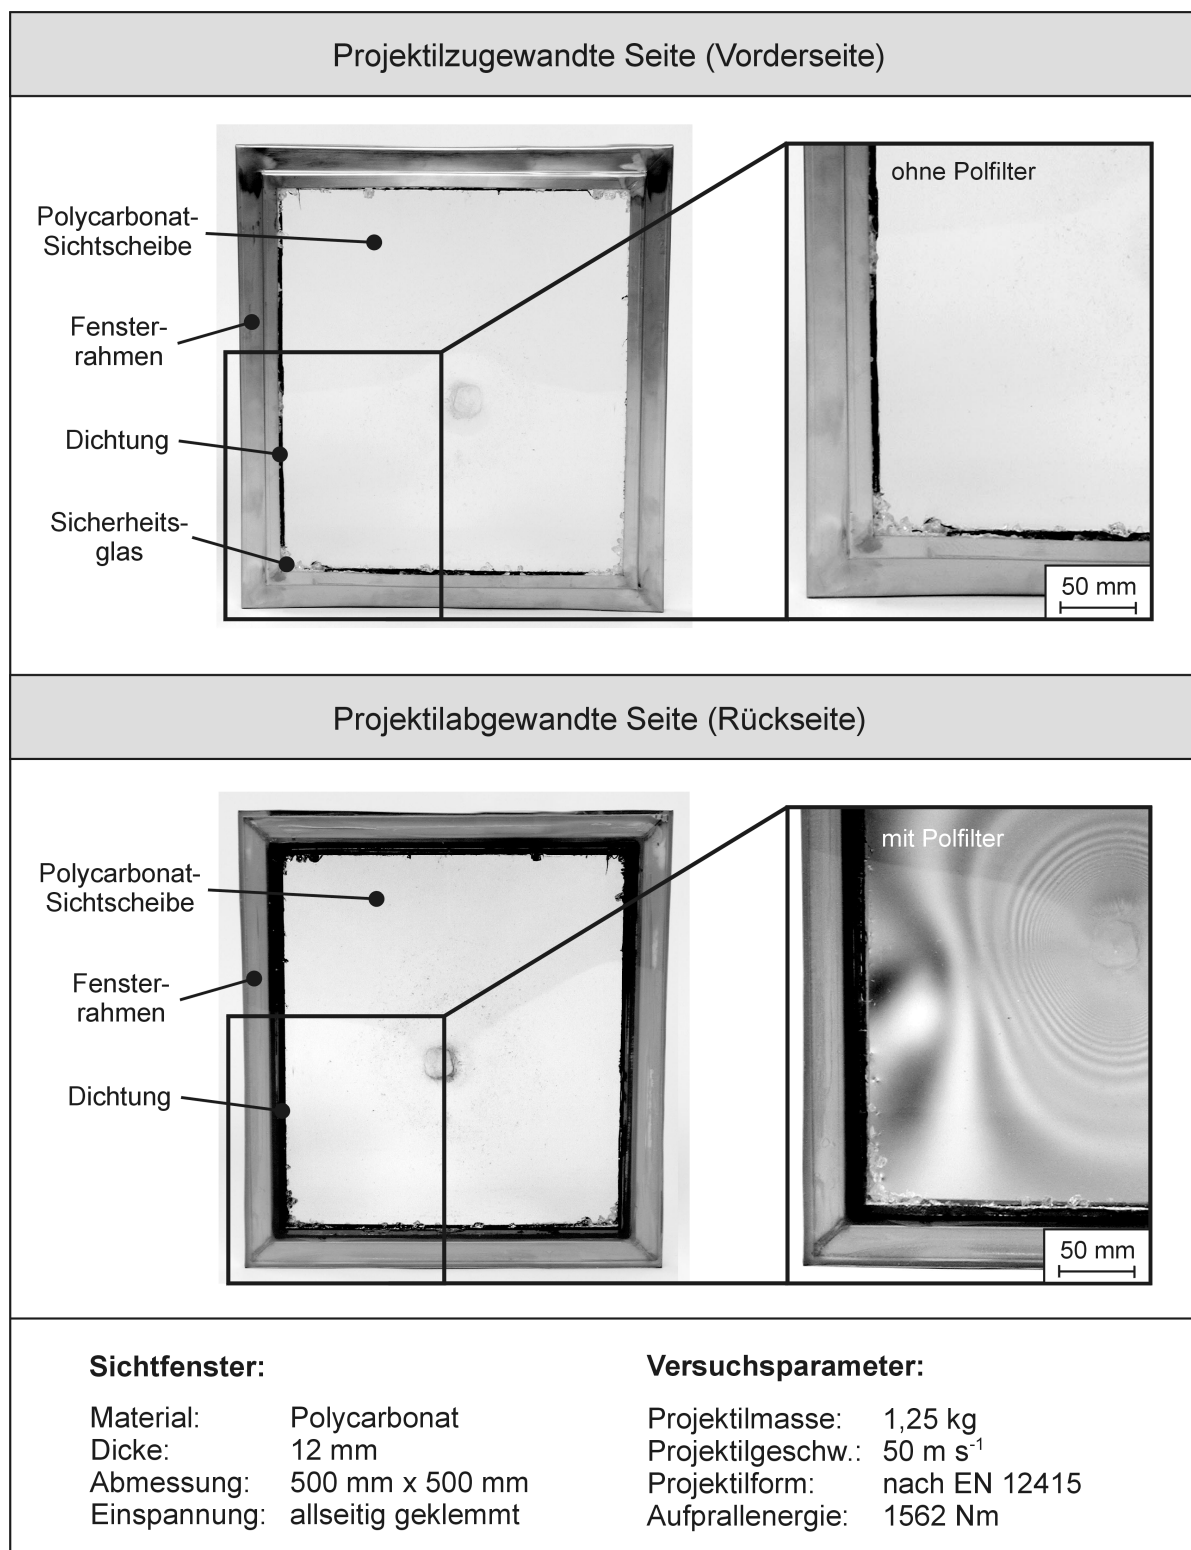 Projektilzugewandte Seite (Vorderseite)
ohne Polfilter
Polycarbonat-
Sichtscheibe
Fenster-
rahmen
Dichtung
Sicherheits-
glas
50 mm
Projektilabgewandte Seite (Rückseite)
mit Polfilter
Polycarbonat-
Sichtscheibe
Fenster-
rahmen
Dichtung
50 mm
Sichtfenster:
Material: Polycarbonat
Dicke: 12 mm
Abmessung: 500 mm x 500 mm
Einspannung: allseitig geklemmt
Versuchsparameter:
Projektilmasse: 1,25 kg
Projektilgeschw.: 50 m s⁻¹
Projektilform: nach EN 12415
Aufprallenergie: 1562 Nm